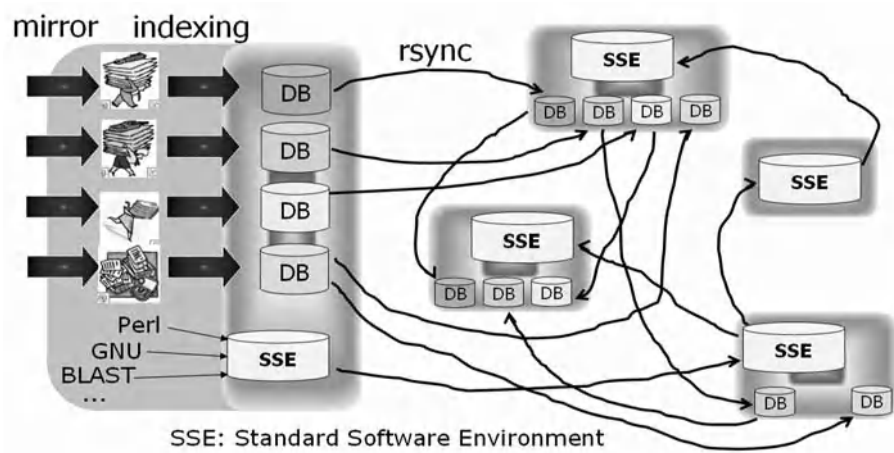 mirror indexing
rsync
DB
DB
DB
DB
SSE
Perl
GNU
BLAST
...
SSE
DB
DB
DB
DB
SSE
SSE
DB
DB
DB
SSE
DB
DB
SSE: Standard Software Environment